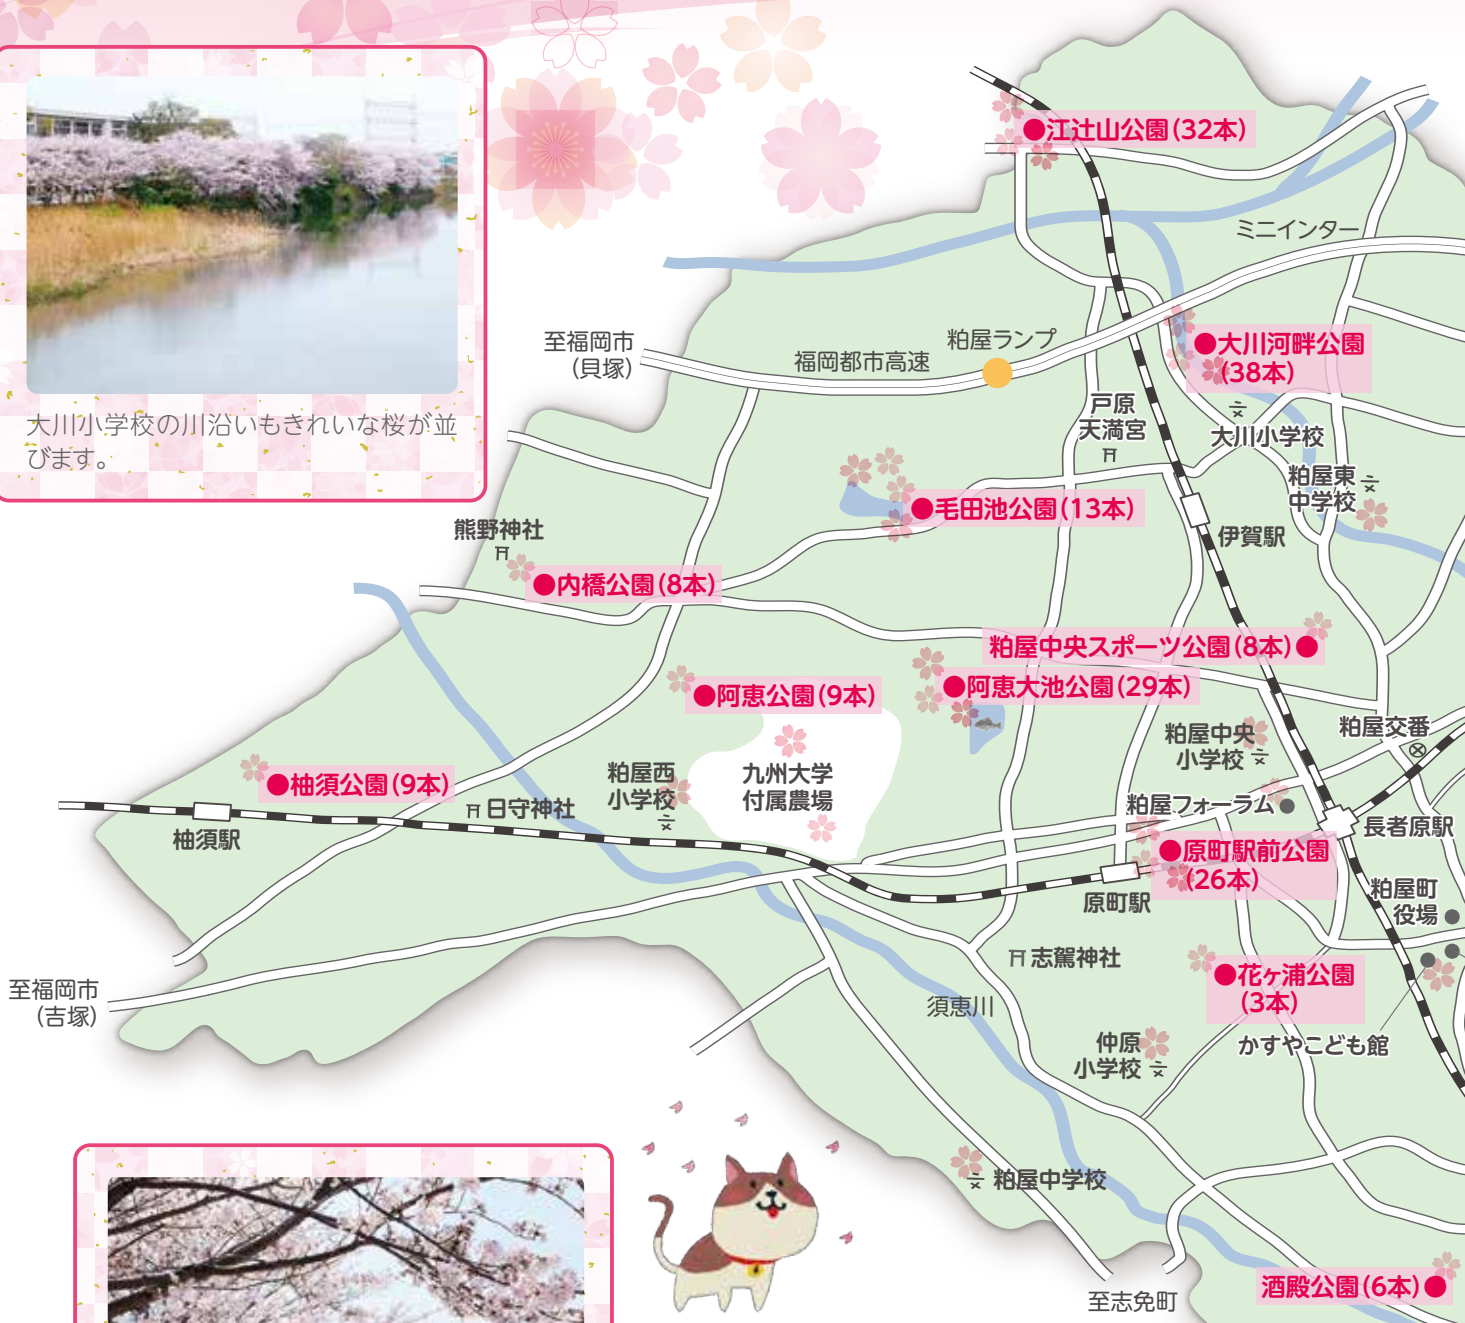 大川小学校の川沿いもきれいな桜が並
びます。
●江辻山公園(32本)
ミニインター
至福岡市
(貝塚)
福岡都市高速
粕屋ランプ
●大川河畔公園
(38本)
戸原
天満宮
大川小学校
粕屋東
中学校
●毛田池公園(13本)
伊賀駅
熊野神社
●内橋公園(8本)
粕屋中央スポーツ公園(8本)●
●阿恵公園(9本)
●阿恵大池公園(29本)
粕屋中央
小学校
粕屋交番
●柚須公園(9本)
柚須駅
日守神社
粕屋西
小学校
九州大学
付属農場
粕屋フォーラム●
長者原駅
●原町駅前公園
(26本)
原町駅
粕屋町
役場●
至福岡市
(吉塚)
志駕神社
須恵川
●花ヶ浦公園
(3本)
かすやこども館
仲原
小学校
粕屋中学校
至志免町
酒殿公園(6本)●